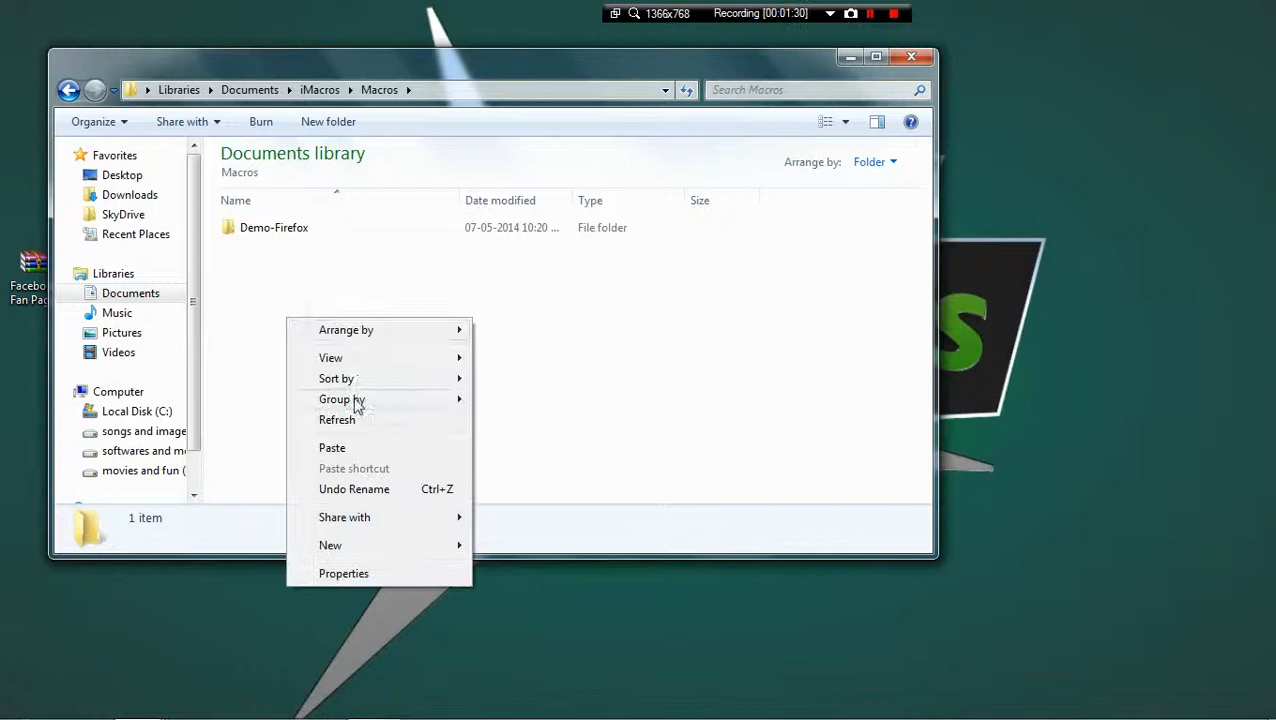 1366x768 Recording [00:01:30]
Libraries Documents iMacros Macros
Search Macros
Organize Share with Burn New folder
Documents library
Macros
Arrange by: Folder
Name Date modified Type Size
Demo-Firefox 07-05-2014 10:20 ... File folder
Favorites
Desktop
Downloads
SkyDrive
Recent Places
Libraries
Documents
Music
Pictures
Videos
Computer
Local Disk (C:)
songs and image
softwares and m
movies and fun (
Facebo
Fan Pag
Arrange by
View
Sort by
Group by
Refresh
Paste
Paste shortcut
Undo Rename Ctrl+Z
Share with
New
Properties
1 item
S